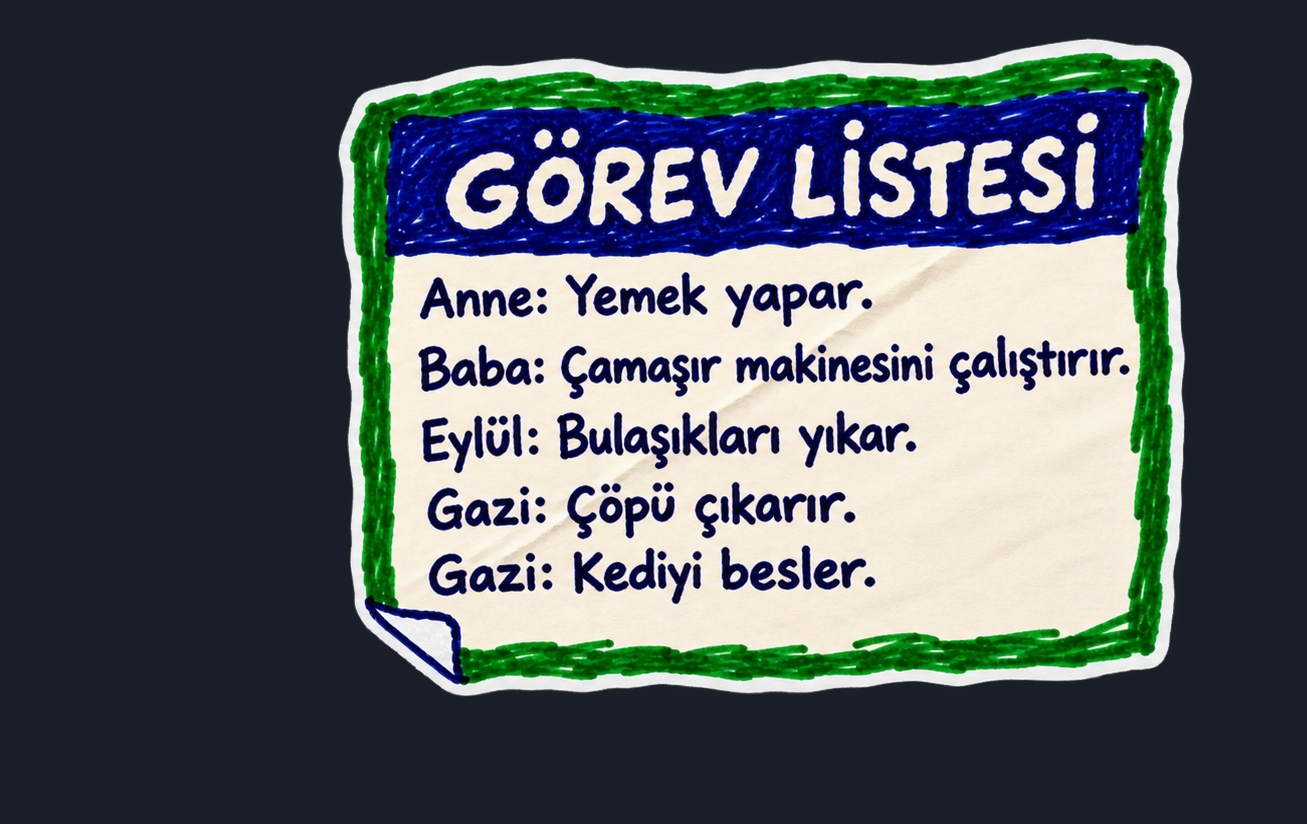 GÖREV LİSTESİ
Anne: Yemek yapar.
Baba: Çamaşır makinesini çalıştırır.
Eylül: Bulaşıkları yıkar.
Gazi: Çöpü çıkarır.
Gazi: Kediyi besler.